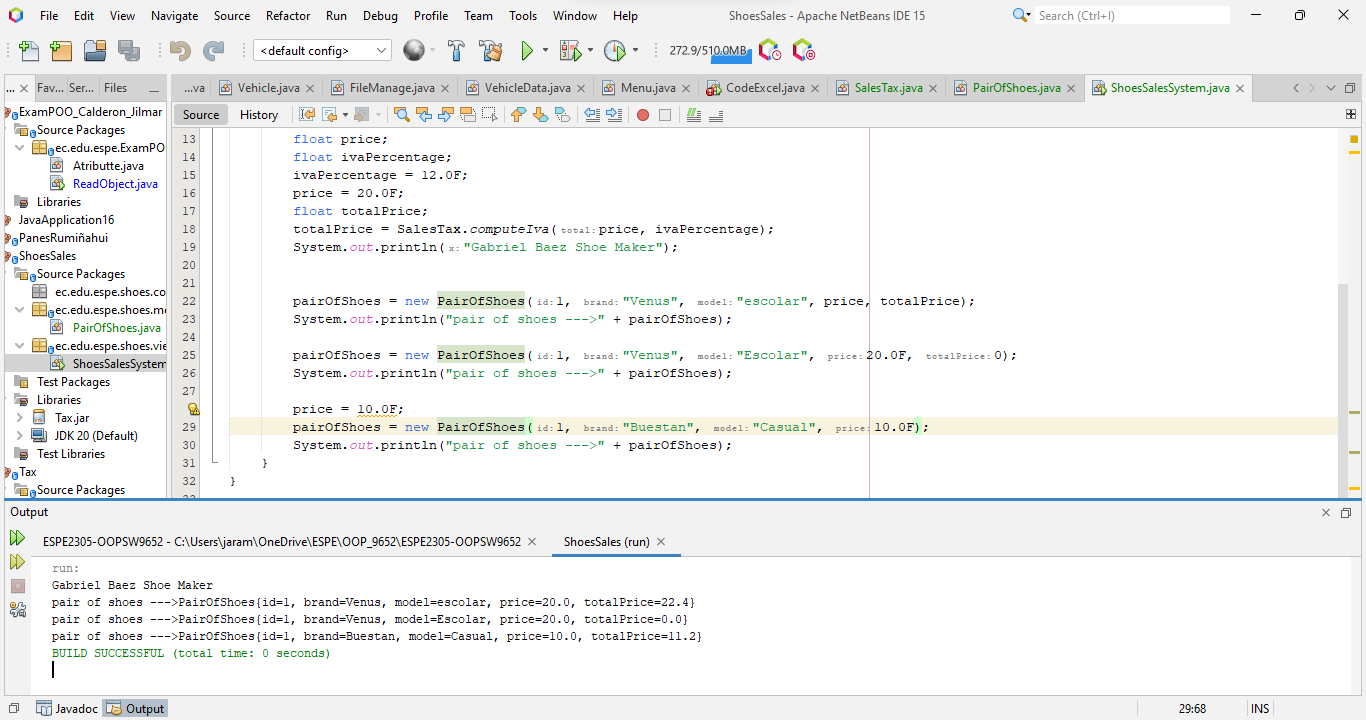 File Edit View Navigate Source Refactor Run Debug Profile Team Tools Window Help ShoesSales - Apache NetBeans IDE 15 Search (Ctrl+I)
<default config> 272.9/510.0MB
... Fav... Ser... Files ...va Vehicle.java FileManage.java VehicleData.java Menu.java CodeExcel.java SalesTax.java PairOfShoes.java ShoesSalesSystem.java
ExamPOO_Calderon_Jilmar
Source Packages
ec.edu.espe.ExamPO
Atributte.java
ReadObject.java
Libraries
JavaApplication16
PanesRumiñahui
ShoesSales
Source Packages
ec.edu.espe.shoes.co
ec.edu.espe.shoes.mo
PairOfShoes.java
ec.edu.espe.shoes.vie
ShoesSalesSystem
Test Packages
Libraries
Tax.jar
JDK 20 (Default)
Test Libraries
Tax
Source Packages
Source History
13 float price;
14 float ivaPercentage;
15 ivaPercentage = 12.0F;
16 price = 20.0F;
17 float totalPrice;
18 totalPrice = SalesTax.computeIva(total: price, ivaPercentage);
19 System.out.println(x: "Gabriel Baez Shoe Maker");
20
21
22 pairOfShoes = new PairOfShoes(id: 1, brand: "Venus", model: "escolar", price, totalPrice);
23 System.out.println("pair of shoes --->" + pairOfShoes);
24
25 pairOfShoes = new PairOfShoes(id: 1, brand: "Venus", model: "Escolar", price: 20.0F, totalPrice: 0);
26 System.out.println("pair of shoes --->" + pairOfShoes);
27
price = 10.0F;
29 pairOfShoes = new PairOfShoes(id: 1, brand: "Buestan", model: "Casual", price: 10.0F);
30 System.out.println("pair of shoes --->" + pairOfShoes);
31 }
32 }
Output
ESPE2305-OOPSW9652 - C:\Users\jaram\OneDrive\ESPE\OOP_9652\ESPE2305-OOPSW9652 ShoesSales (run)
run:
Gabriel Baez Shoe Maker
pair of shoes --->PairOfShoes{id=1, brand=Venus, model=escolar, price=20.0, totalPrice=22.4}
pair of shoes --->PairOfShoes{id=1, brand=Venus, model=Escolar, price=20.0, totalPrice=0.0}
pair of shoes --->PairOfShoes{id=1, brand=Buestan, model=Casual, price=10.0, totalPrice=11.2}
BUILD SUCCESSFUL (total time: 0 seconds)
Javadoc Output 29:68 INS